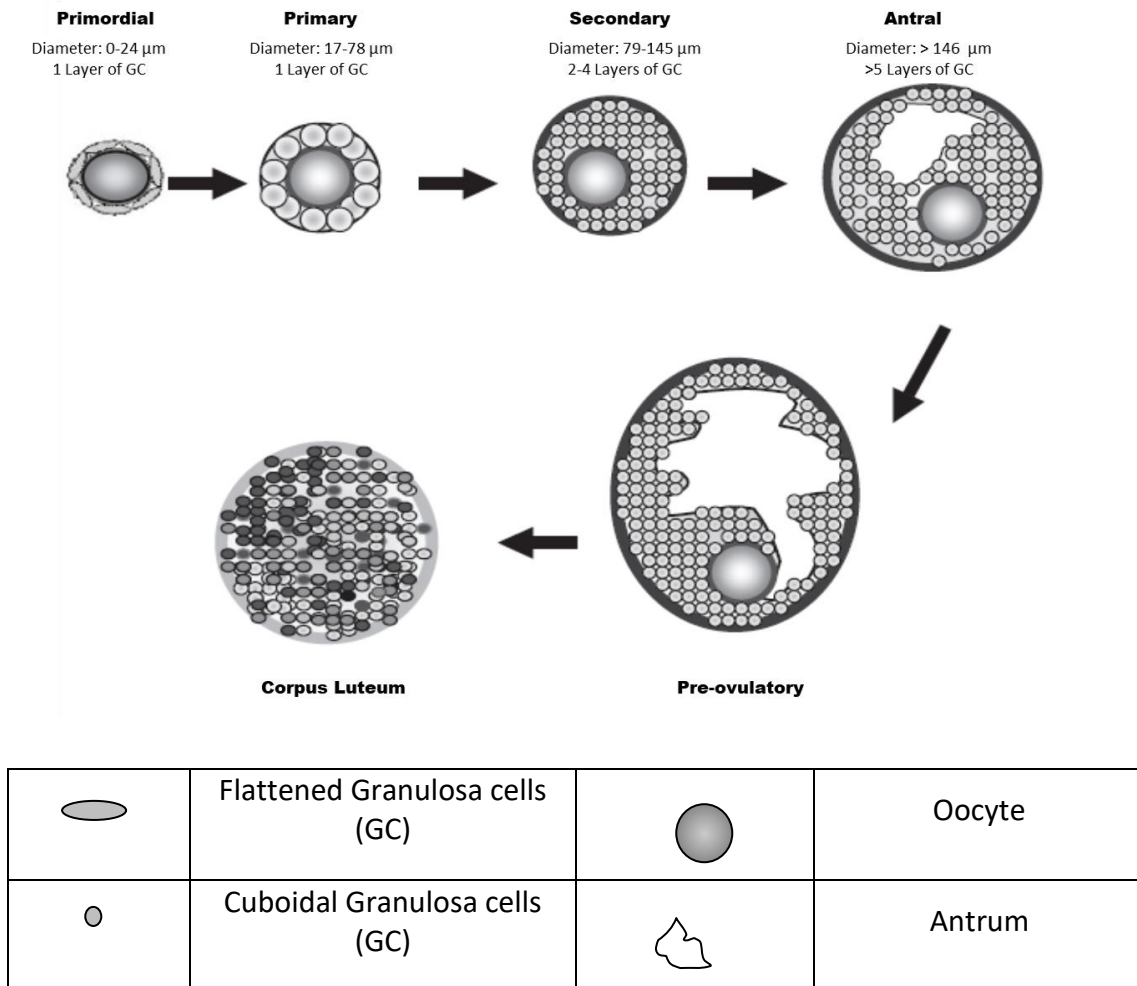 Primordial
Diameter: 0-24 µm
1 Layer of GC
Primary
Diameter: 17-78 µm
1 Layer of GC
Secondary
Diameter: 79-145 µm
2-4 Layers of GC
Antral
Diameter: > 146 µm
>5 Layers of GC
Corpus Luteum
Pre-ovulatory
Flattened Granulosa cells
(GC)
Oocyte
Cuboidal Granulosa cells
(GC)
Antrum